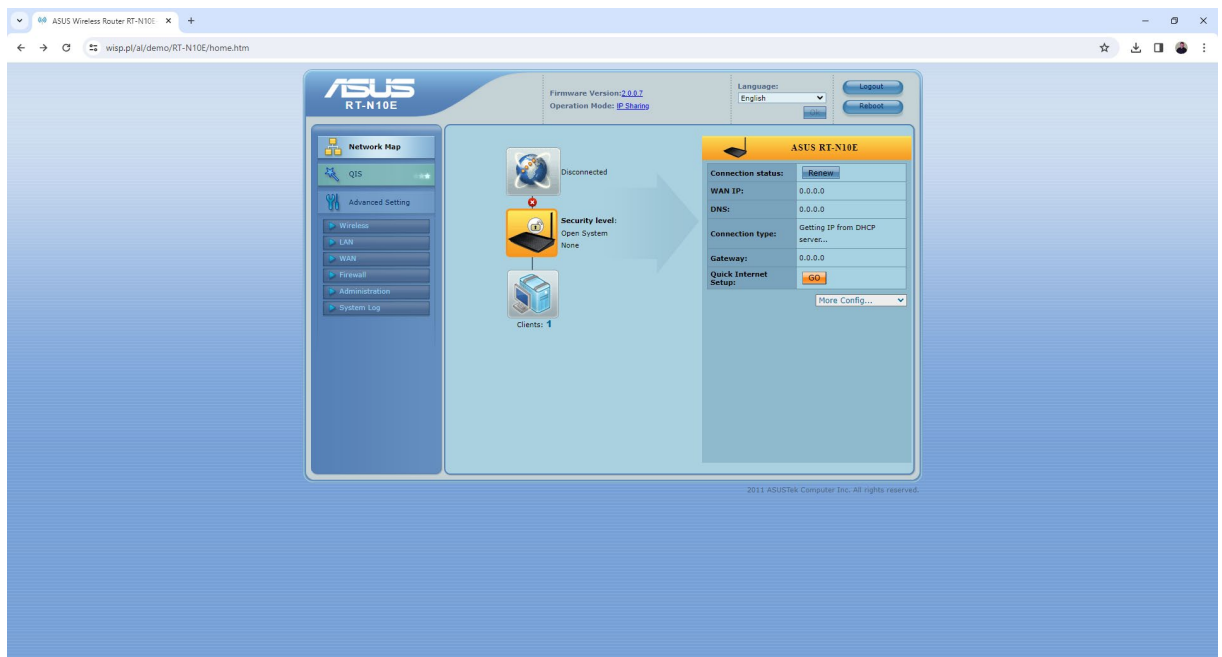 ASUS Wireless Router RT-N10E
wisp.pl/al/demo/RT-N10E/home.htm
ASUS
RT-N10E
Firmware Version:2.0.0.7
Operation Mode: IP Sharing
Language:
English
OK
Logout
Reboot
Network Map
QIS
Advanced Setting
Wireless
LAN
WAN
Firewall
Administration
System Log
Disconnected
Security level:
Open System
None
Clients: 1
ASUS RT-N10E
Connection status: Renew
WAN IP: 0.0.0.0
DNS: 0.0.0.0
Connection type: Getting IP from DHCP
server...
Gateway: 0.0.0.0
Quick Internet
Setup: GO
More Config...
2011 ASUSTek Computer Inc. All rights reserved.